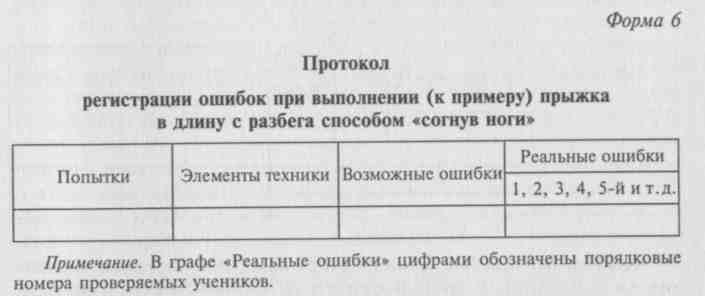 Форма 6
Протокол
регистрации ошибок при выполнении (к примеру) прыжка
в длину с разбега способом «согнув ноги»
Попытки
Элементы техники
Возможные ошибки
Реальные ошибки
1, 2, 3, 4, 5-й и т.д.
Примечание. В графе «Реальные ошибки» цифрами обозначены порядковые
номера проверяемых учеников.